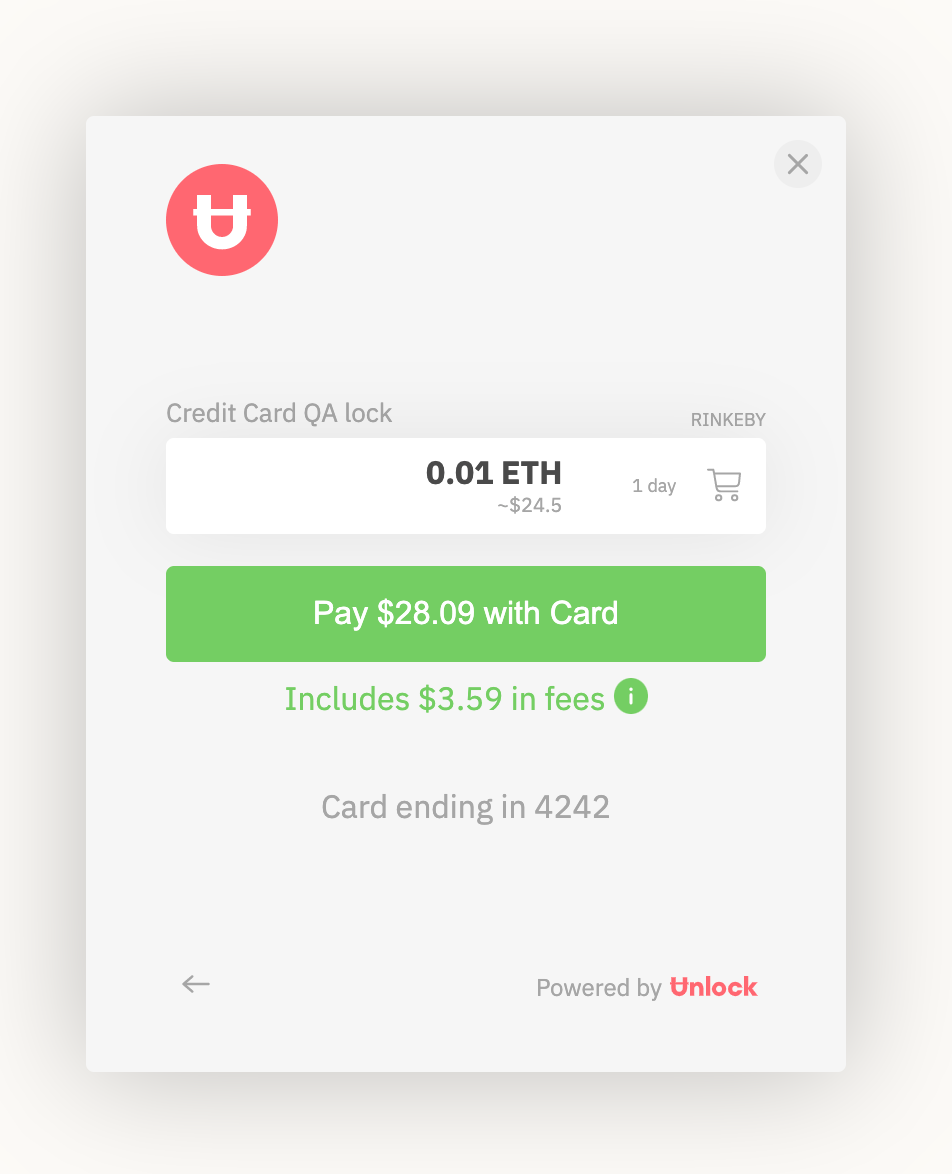 Credit Card QA lock
RINKEBY
0.01 ETH
~$24.5
1 day
Pay $28.09 with Card
Includes $3.59 in fees
Card ending in 4242
Powered by Unlock